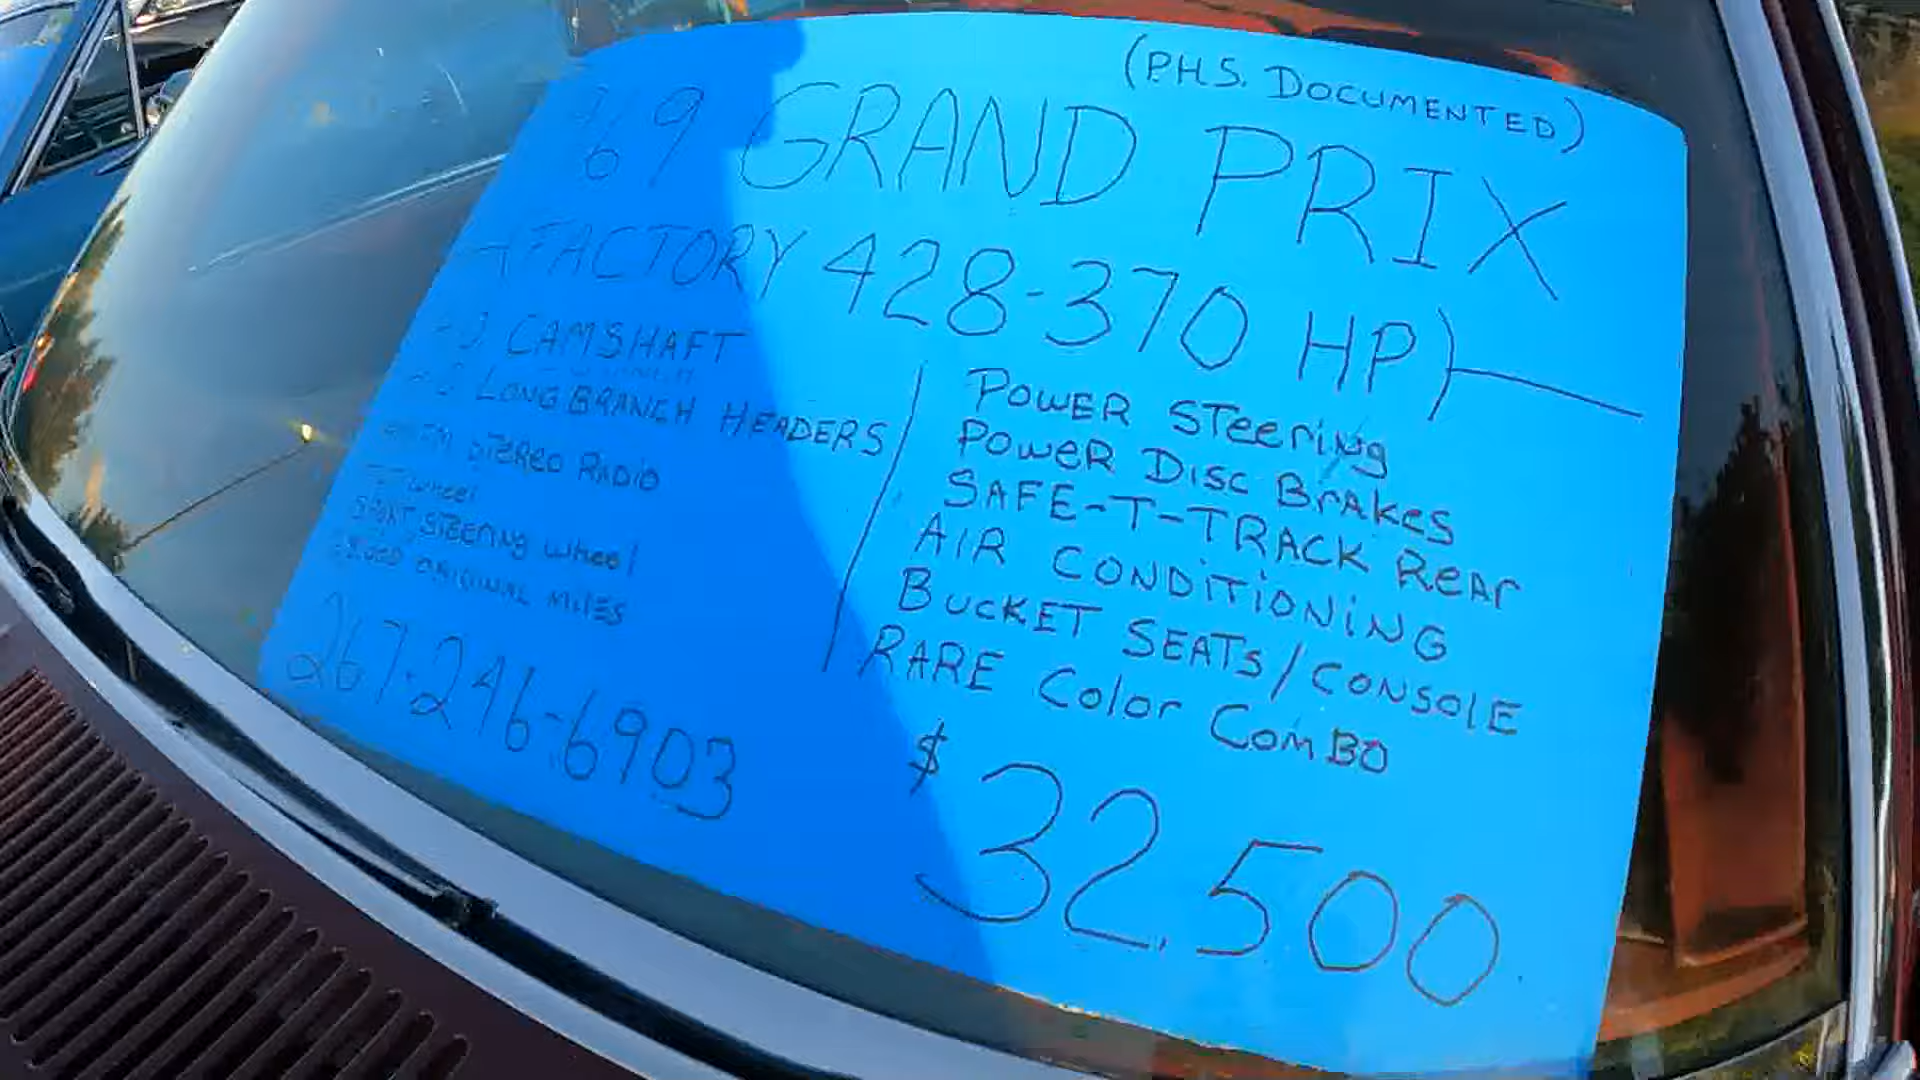 (P.H.S. DOCUMENTED)
'69 GRAND PRIX
FACTORY 428-370 HP)
CAMSHAFT
LONG BRANCH HEADERS
STEREO RADIO
WHEEL
SPORT STEERING WHEEL
ORIGINAL MILES
267-246-6903
POWER STEERING
POWER DISC BRAKES
SAFE-T-TRACK REAR
AIR CONDITIONING
BUCKET SEATS/CONSOLE
RARE COLOR COMBO
$32,500